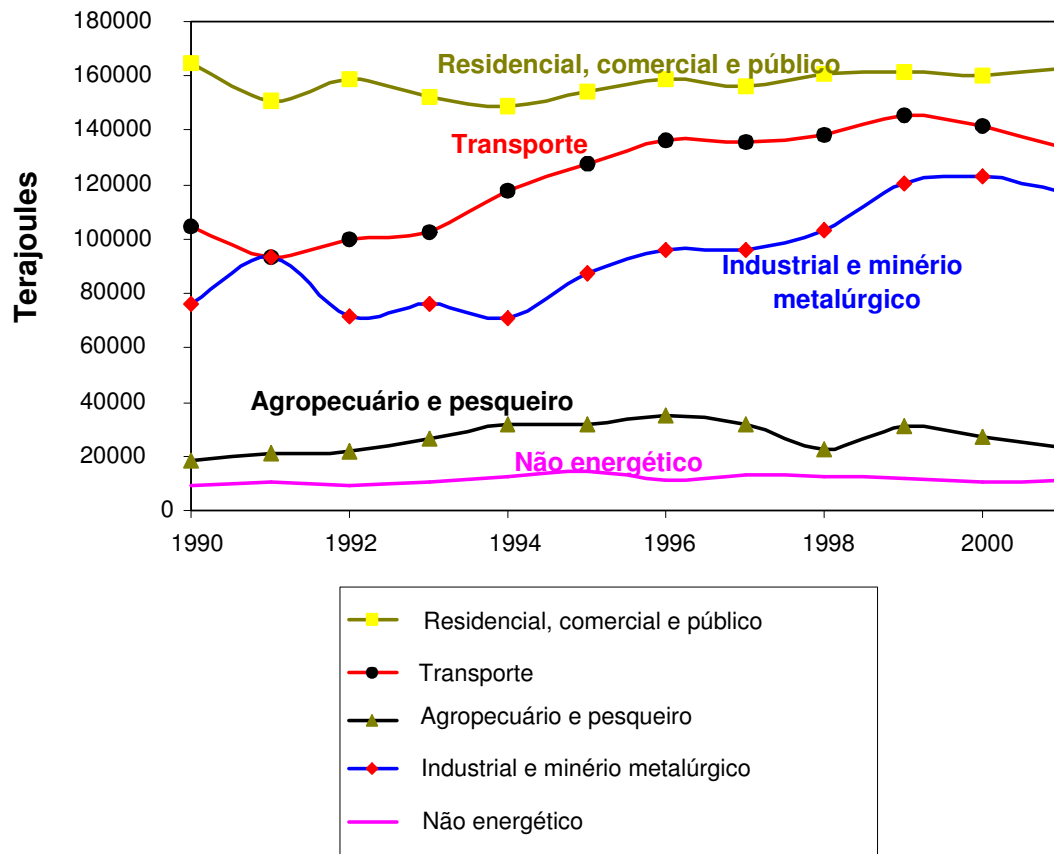 180000
160000
140000
120000
100000
80000
60000
40000
20000
0
Terajoules
Residencial, comercial e público
Transporte
Industrial e minério
metalúrgico
Agropecuário e pesqueiro
Não energético
1990
1992
1994
1996
1998
2000
Residencial, comercial e público
Transporte
Agropecuário e pesqueiro
Industrial e minério metalúrgico
Não energético